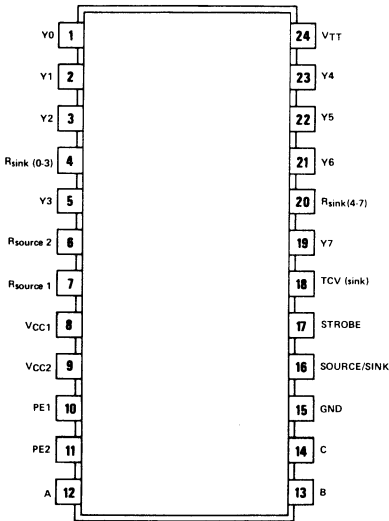 Y0 1 24 VTT
Y1 2 23 Y4
Y2 3 22 Y5
Rsink (0-3) 4 21 Y6
Y3 5 20 Rsink(4-7)
Rsource 2 6 19 Y7
Rsource 1 7 18 TCV (sink)
VCC1 8 17 STROBE
VCC2 9 16 SOURCE/SINK
PE1 10 15 GND
PE2 11 14 C
A 12 13 B